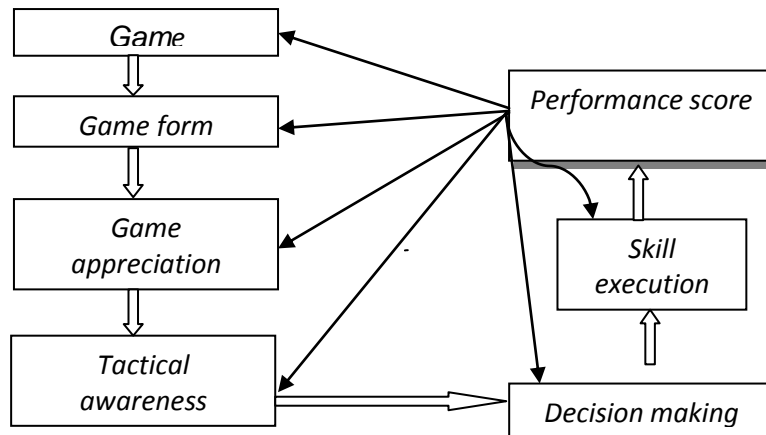 Game
Game form
Game
appreciation
Tactical
awareness
Performance score
Skill
execution
Decision making